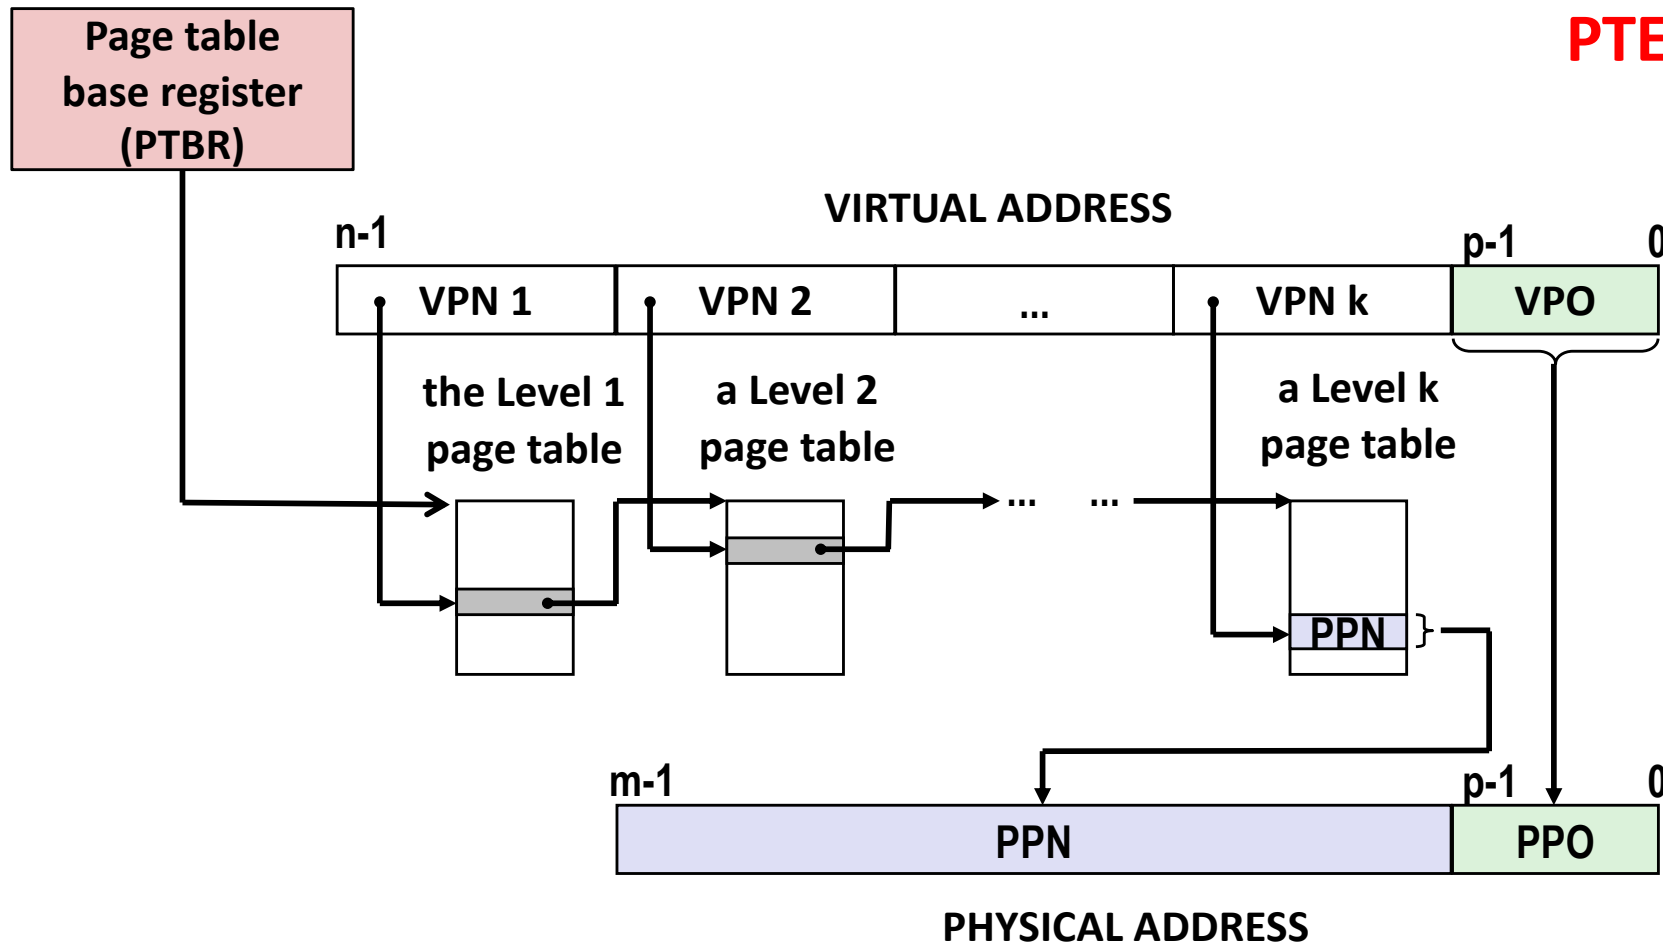 Page table
base register
(PTBR)
PTE
VIRTUAL ADDRESS
n-1
p-1
0
VPN 1
VPN 2
...
VPN k
VPO
the Level 1
page table
a Level 2
page table
a Level k
page table
...
...
PPN
m-1
p-1
0
PPN
PPO
PHYSICAL ADDRESS